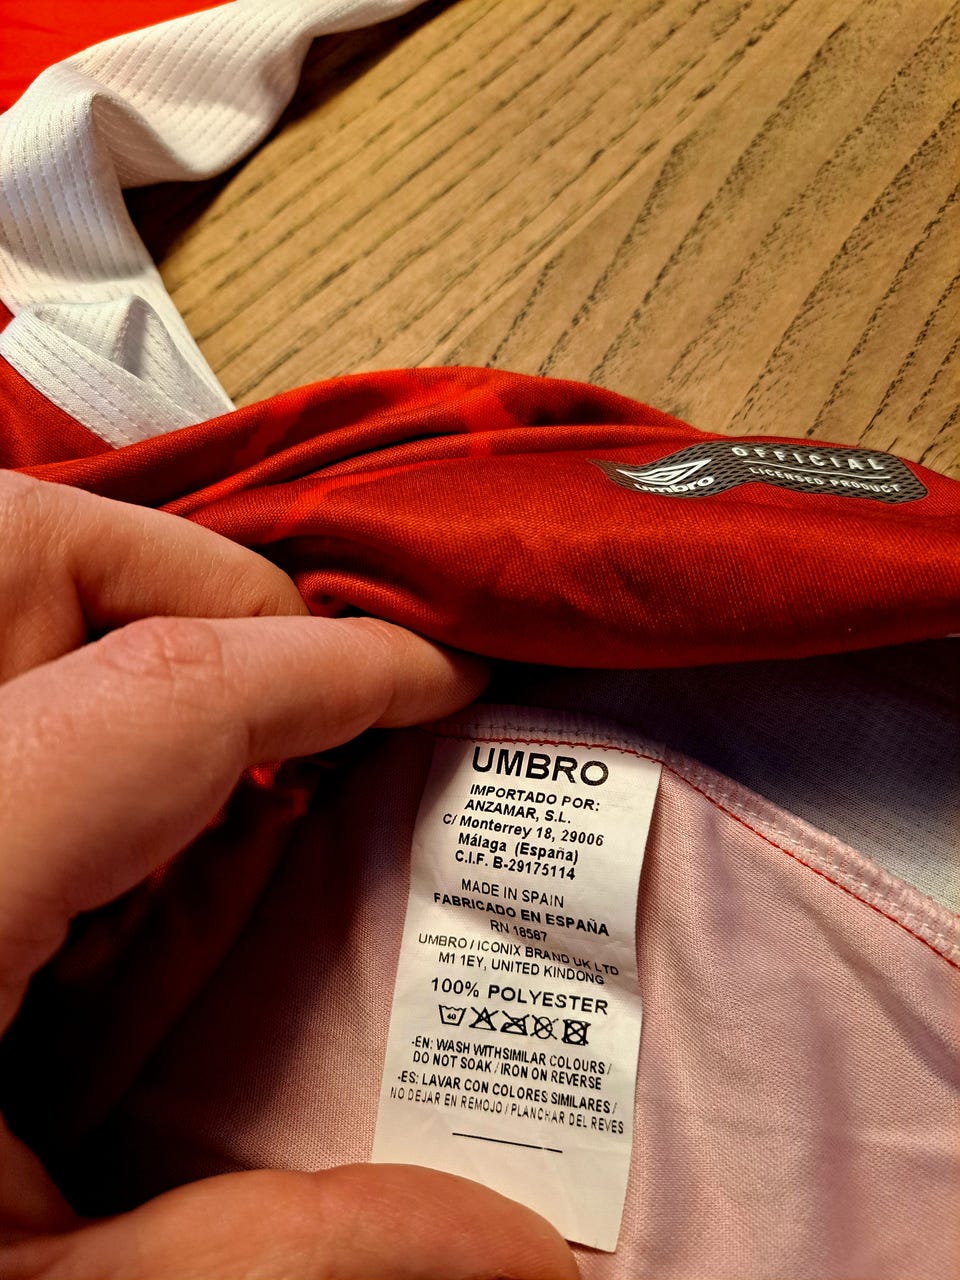 OFFICIAL
umbro
LICENSED PRODUCT
UMBRO
IMPORTADO POR:
ANZAMAR, S.L.
C/ Monterrey 18, 29006
Málaga (España)
C.I.F. B-29175114
MADE IN SPAIN
FABRICADO EN ESPAÑA
RN 18587
UMBRO / ICONIX BRAND UK LTD
M1 1EY, UNITED KINDONG
100% POLYESTER
40
-EN: WASH WITHSIMILAR COLOURS /
DO NOT SOAK / IRON ON REVERSE
-ES: LAVAR CON COLORES SIMILARES /
NO DEJAR EN REMOJO / PLANCHAR DEL REVES